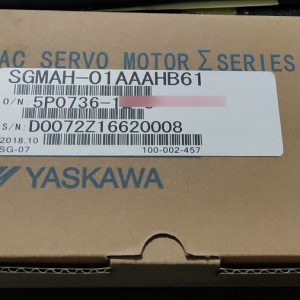 AC SERVO MOTOR Σ SERIES
SGMAH-01AAAHB61
O/N: 5P0736-1
S/N: D0072Z16620008
2018.10
SG-07 100-002-457
YASKAWA